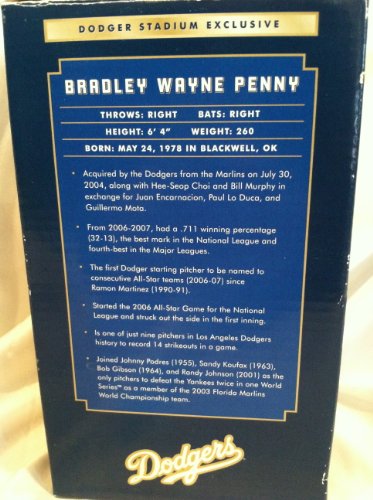 DODGER STADIUM EXCLUSIVE
BRADLEY WAYNE PENNY
THROWS: RIGHT BATS: RIGHT
HEIGHT: 6' 4" WEIGHT: 260
BORN: MAY 24, 1978 IN BLACKWELL, OK
• Acquired by the Dodgers from the Marlins on July 30,
2004, along with Hee-Seop Choi and Bill Murphy in
exchange for Juan Encarnacion, Paul Lo Duca, and
Guillermo Mota.
• From 2006-2007, had a .711 winning percentage
(32-13), the best mark in the National League and
fourth-best in the Major Leagues.
• The first Dodger starting pitcher to be named to
consecutive All-Star teams (2006-07) since
Ramon Martinez (1990-91).
• Started the 2006 All-Star Game for the National
League and struck out the side in the first inning.
• Is one of just nine pitchers in Los Angeles Dodgers
history to record 14 strikeouts in a game.
• Joined Johnny Podres (1955), Sandy Koufax (1963),
Bob Gibson (1964), and Randy Johnson (2001) as the
only pitchers to defeat the Yankees twice in one World
Series™ as a member of the 2003 Florida Marlins
World Championship team.
Dodgers